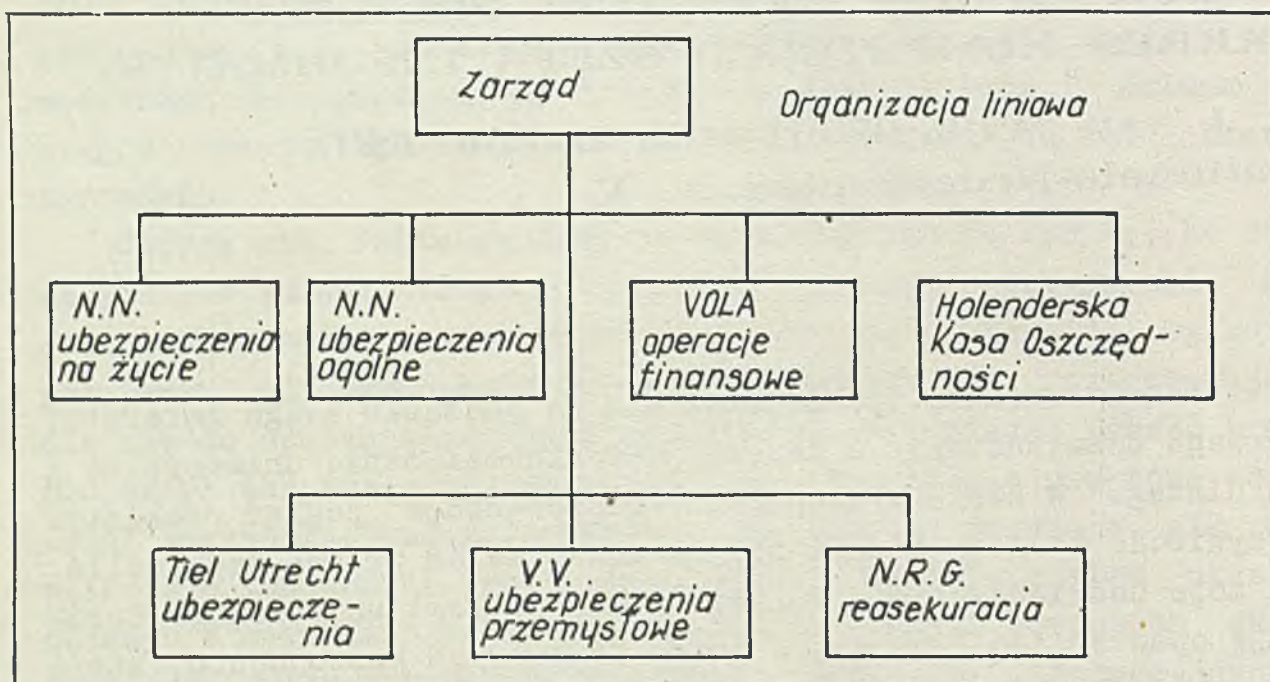 Zarząd
Organizacja liniowa
N.N.
ubezpieczenia
na życie
N.N.
ubezpieczenia
ogólne
VOLA
operacje
finansowe
Holenderska
Kasa Oszczęd-
ności
Tiel Utrecht
ubezpiecze-
nia
V.V.
ubezpieczenia
przemysłowe
N.R.G.
reasekuracja